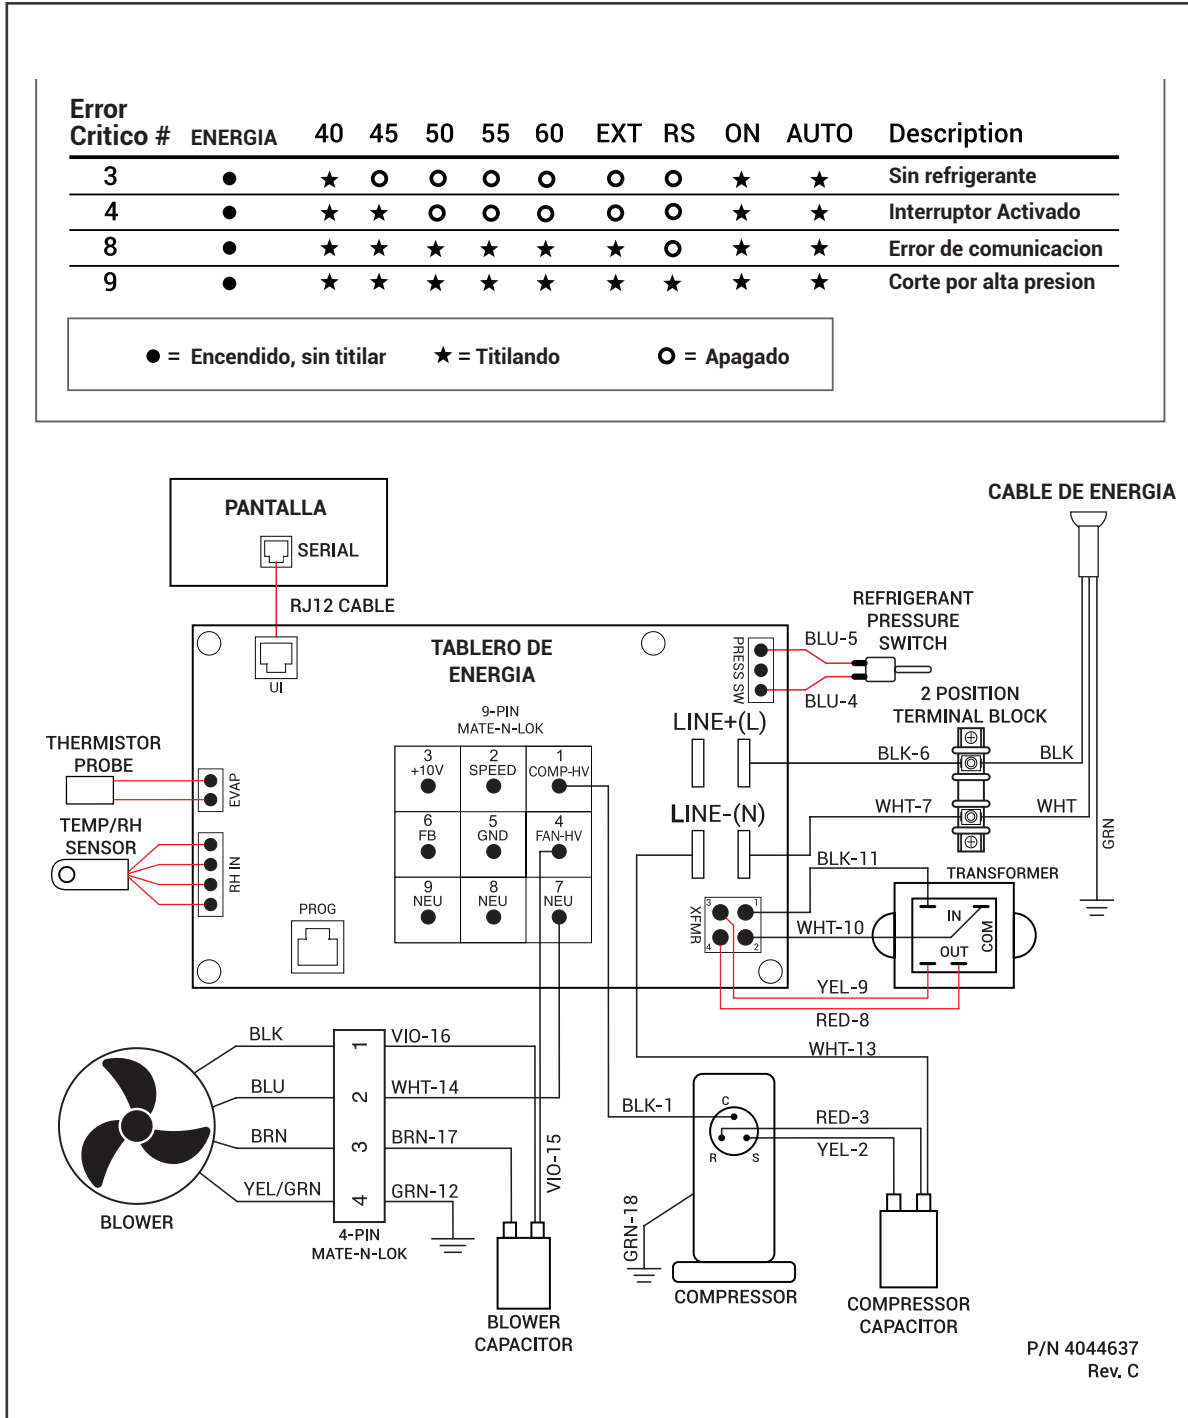 Error
Critico # ENERGIA 40 45 50 55 60 EXT RS ON AUTO Description
3 ● ★ O O O O O O ★ ★ Sin refrigerante
4 ● ★ ★ O O O O O ★ ★ Interruptor Activado
8 ● ★ ★ ★ ★ ★ ★ O ★ ★ Error de comunicacion
9 ● ★ ★ ★ ★ ★ ★ ★ ★ ★ Corte por alta presion
● = Encendido, sin titilar ★ = Titilando O = Apagado
PANTALLA
SERIAL
RJ12 CABLE
CABLE DE ENERGIA
REFRIGERANT
PRESSURE
SWITCH
TABLERO DE
ENERGIA
UI
PRESS SW
BLU-5
BLU-4
2 POSITION
TERMINAL BLOCK
9-PIN
MATE-N-LOK
LINE+(L)
BLK-6
BLK
THERMISTOR
PROBE
EVAP
3
+10V
2
SPEED
1
COMP-HV
LINE-(N)
WHT-7
WHT
GRN
TEMP/RH
SENSOR
RH IN
6
FB
5
GND
4
FAN-HV
BLK-11
TRANSFORMER
9
NEU
8
NEU
7
NEU
PROG
XFMR
3
1
4
2
WHT-10
IN
COM
OUT
YEL-9
RED-8
WHT-13
BLK
1
VIO-16
BLU
2
WHT-14
BRN
3
BRN-17
YEL/GRN
4
GRN-12
VIO-15
BLOWER
4-PIN
MATE-N-LOK
BLOWER
CAPACITOR
BLK-1
C
R
S
RED-3
YEL-2
GRN-18
COMPRESSOR
COMPRESSOR
CAPACITOR
P/N 4044637
Rev. C